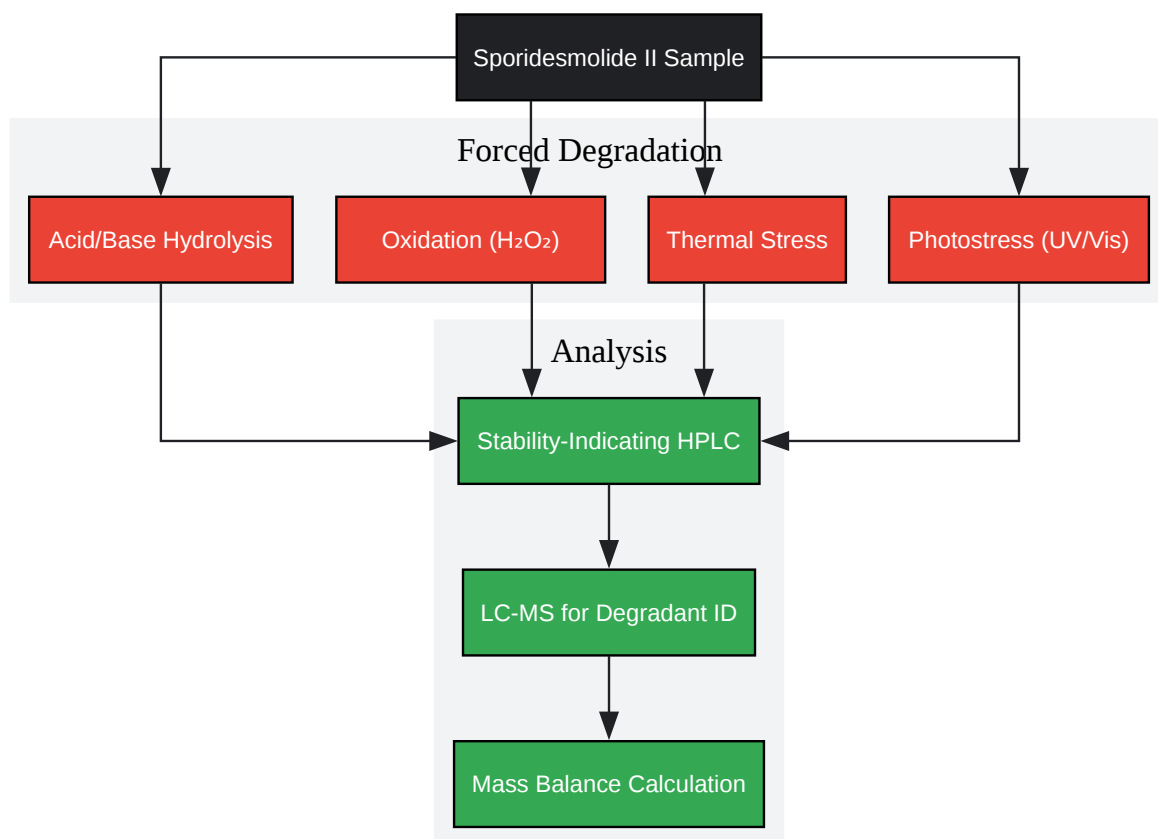 Sporidesmolide II Sample
Forced Degradation
Acid/Base Hydrolysis
Oxidation (H₂O₂)
Thermal Stress
Photostress (UV/Vis)
Analysis
Stability-Indicating HPLC
LC-MS for Degradant ID
Mass Balance Calculation